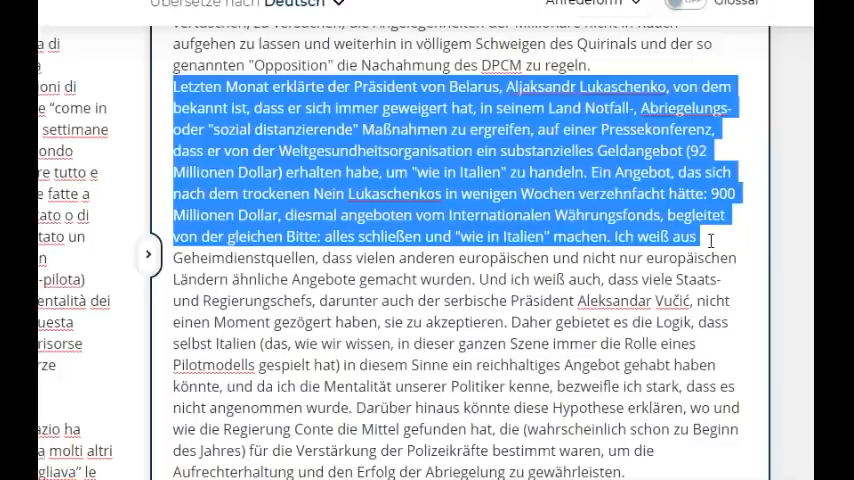 Übersetze nach Deutsch
Anredeform
Glossar
aufgehen zu lassen und weiterhin in völligem Schweigen des Quirinals und der so
genannten "Opposition" die Nachahmung des DPCM zu regeln.
Letzten Monat erklärte der Präsident von Belarus, Aljaksandr Lukaschenko, von dem
bekannt ist, dass er sich immer geweigert hat, in seinem Land Notfall-, Abriegelungs-
oder "sozial distanzierende" Maßnahmen zu ergreifen, auf einer Pressekonferenz,
dass er von der Weltgesundheitsorganisation ein substanzielles Geldangebot (92
Millionen Dollar) erhalten habe, um "wie in Italien" zu handeln. Ein Angebot, das sich
nach dem trockenen Nein Lukaschenkos in wenigen Wochen verzehnfacht hätte: 900
Millionen Dollar, diesmal angeboten vom Internationalen Währungsfonds, begleitet
von der gleichen Bitte: alles schließen und "wie in Italien" machen. Ich weiß aus
Geheimdienstquellen, dass vielen anderen europäischen und nicht nur europäischen
Ländern ähnliche Angebote gemacht wurden. Und ich weiß auch, dass viele Staats-
und Regierungschefs, darunter auch der serbische Präsident Aleksandar Vučić, nicht
einen Moment gezögert haben, sie zu akzeptieren. Daher gebietet es die Logik, dass
selbst Italien (das, wie wir wissen, in dieser ganzen Szene immer die Rolle eines
Pilotmodells gespielt hat) in diesem Sinne ein reichhaltiges Angebot gehabt haben
könnte, und da ich die Mentalität unserer Politiker kenne, bezweifle ich stark, dass es
nicht angenommen wurde. Darüber hinaus könnte diese Hypothese erklären, wo und
wie die Regierung Conte die Mittel gefunden hat, die (wahrscheinlich schon zu Beginn
des Jahres) für die Verstärkung der Polizeikräfte bestimmt waren, um die
Aufrechterhaltung und den Erfolg der Abriegelung zu gewährleisten.
a di
a
oni di
e "come in
settimane
ondo
re tutto e
e fatte a
tato o di
tato un
n
-pilota)
entalità dei
uesta
risorse
rze
azio ha
a molti altri
gliava" le